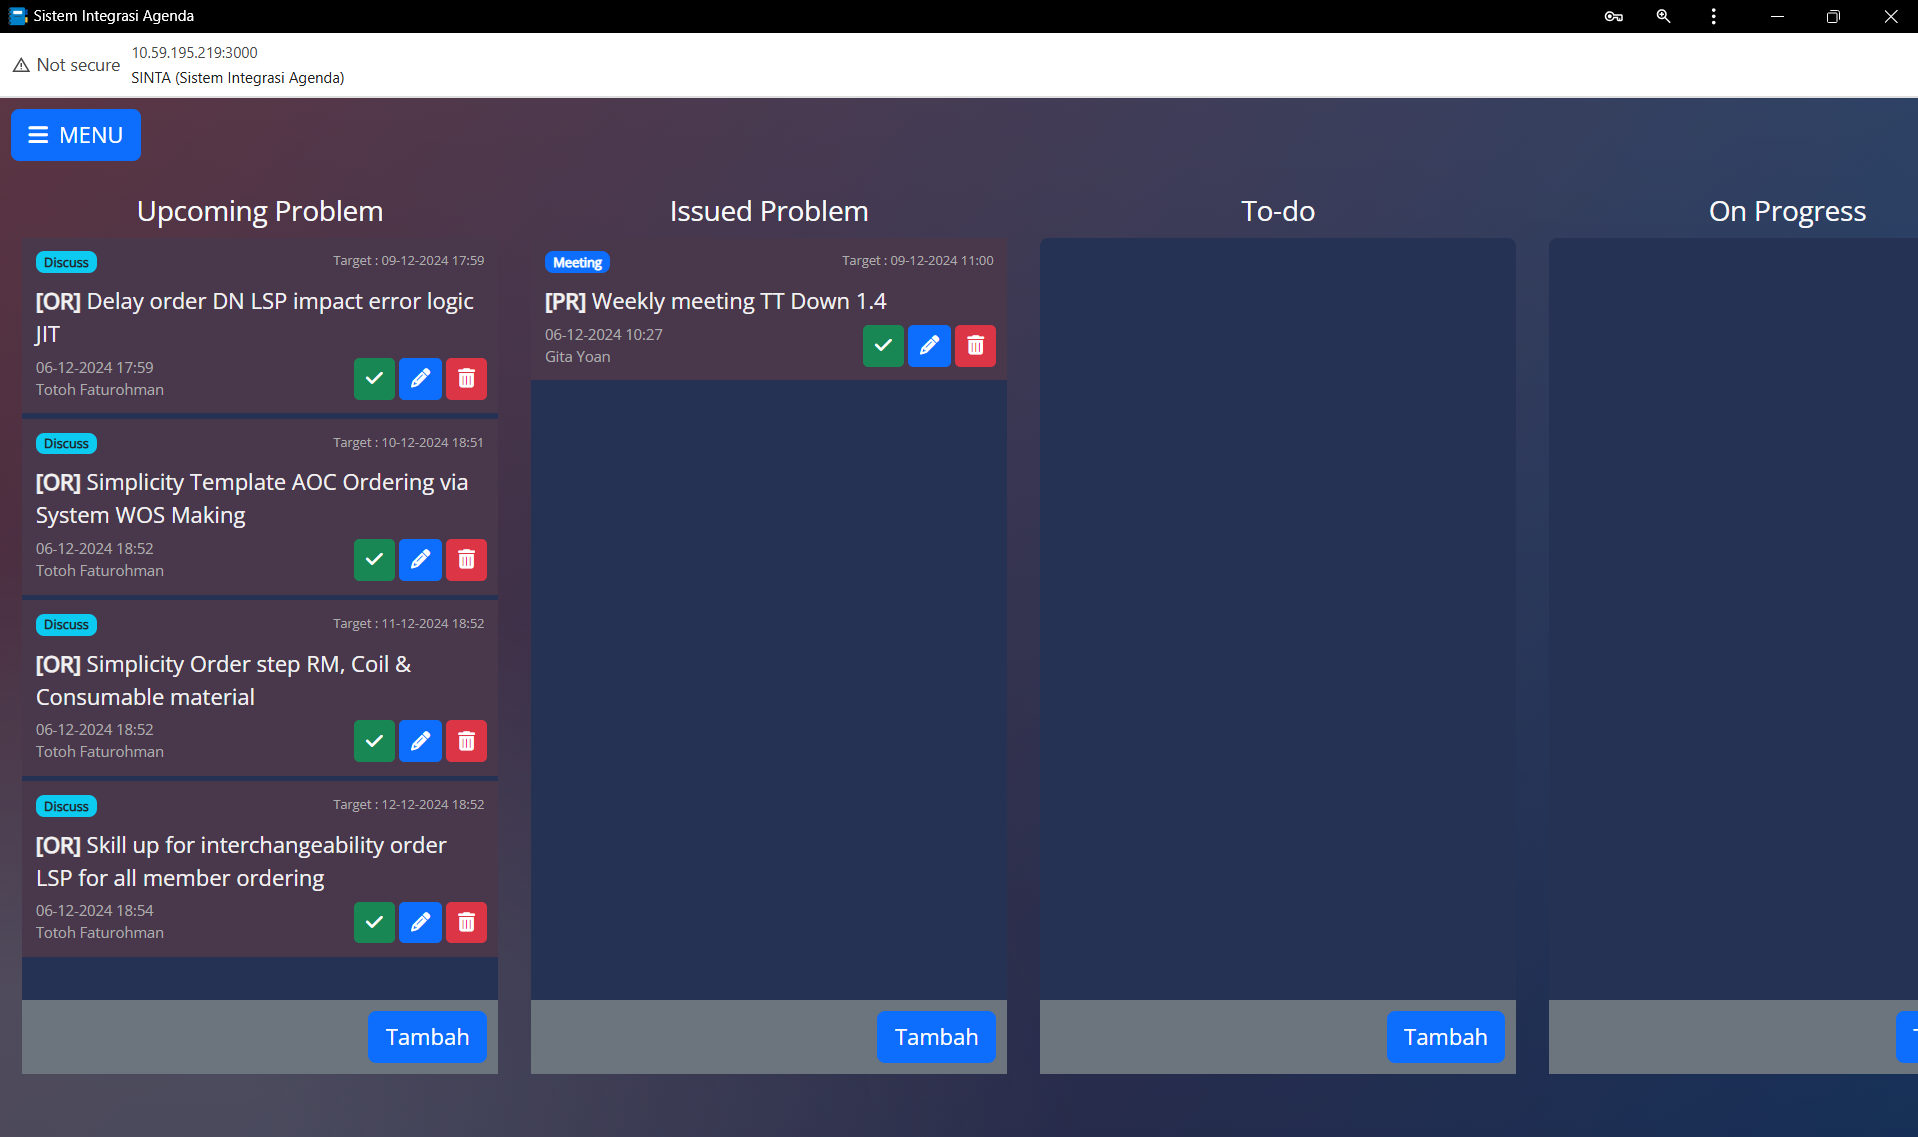 Sistem Integrasi Agenda
Not secure
10.59.195.219:3000
SINTA (Sistem Integrasi Agenda)
MENU
Upcoming Problem
Discuss
Target : 09-12-2024 17:59
[OR] Delay order DN LSP impact error logic
JIT
06-12-2024 17:59
Totoh Faturohman
Discuss
Target : 10-12-2024 18:51
[OR] Simplicity Template AOC Ordering via
System WOS Making
06-12-2024 18:52
Totoh Faturohman
Discuss
Target : 11-12-2024 18:52
[OR] Simplicity Order step RM, Coil &
Consumable material
06-12-2024 18:52
Totoh Faturohman
Discuss
Target : 12-12-2024 18:52
[OR] Skill up for interchangeability order
LSP for all member ordering
06-12-2024 18:54
Totoh Faturohman
Tambah
Issued Problem
Meeting
Target : 09-12-2024 11:00
[PR] Weekly meeting TT Down 1.4
06-12-2024 10:27
Gita Yoan
Tambah
To-do
Tambah
On Progress